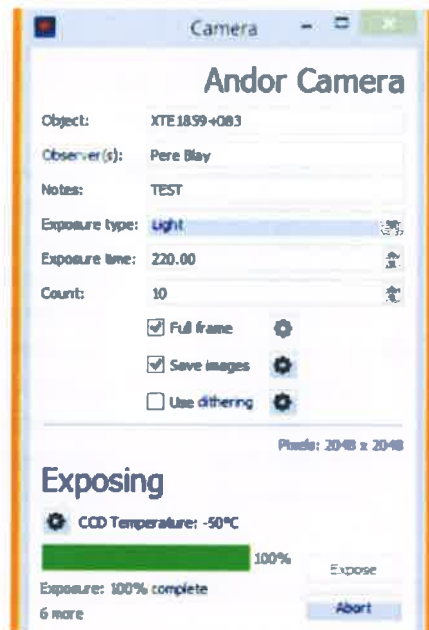 Camera
Andor Camera
Object: XTE1859+083
Observer(s): Pere Blay
Notes: TEST
Exposure type: Light
Exposure time: 220.00
Count: 10
Full frame
Save images
Use dithering
Pixels: 2048 x 2048
Exposing
CCD Temperature: -50°C
100%
Expose
Exposure: 100% complete
6 more
Abort